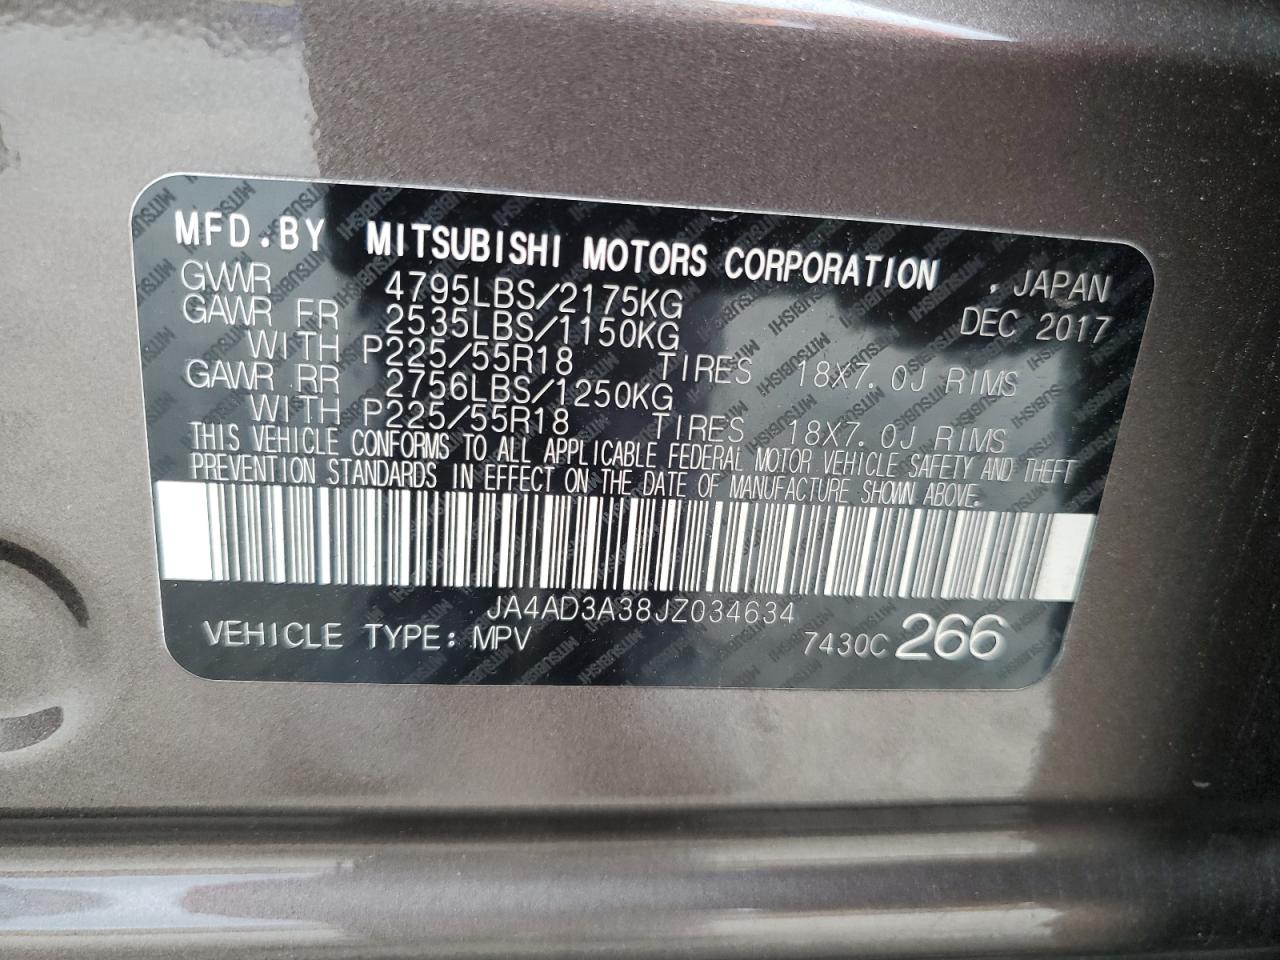 MFD.BY MITSUBISHI MOTORS CORPORATION . JAPAN
GVWR 4795LBS/2175KG DEC 2017
GAWR FR 2535LBS/1150KG
WITH P225/55R18 TIRES 18X7.0J RIMS
GAWR RR 2756LBS/1250KG
WITH P225/55R18 TIRES 18X7.0J RIMS
THIS VEHICLE CONFORMS TO ALL APPLICABLE FEDERAL MOTOR VEHICLE SAFETY AND THEFT
PREVENTION STANDARDS IN EFFECT ON THE DATE OF MANUFACTURE SHOWN ABOVE.
JA4AD3A38JZ034634
VEHICLE TYPE: MPV 7430C 266